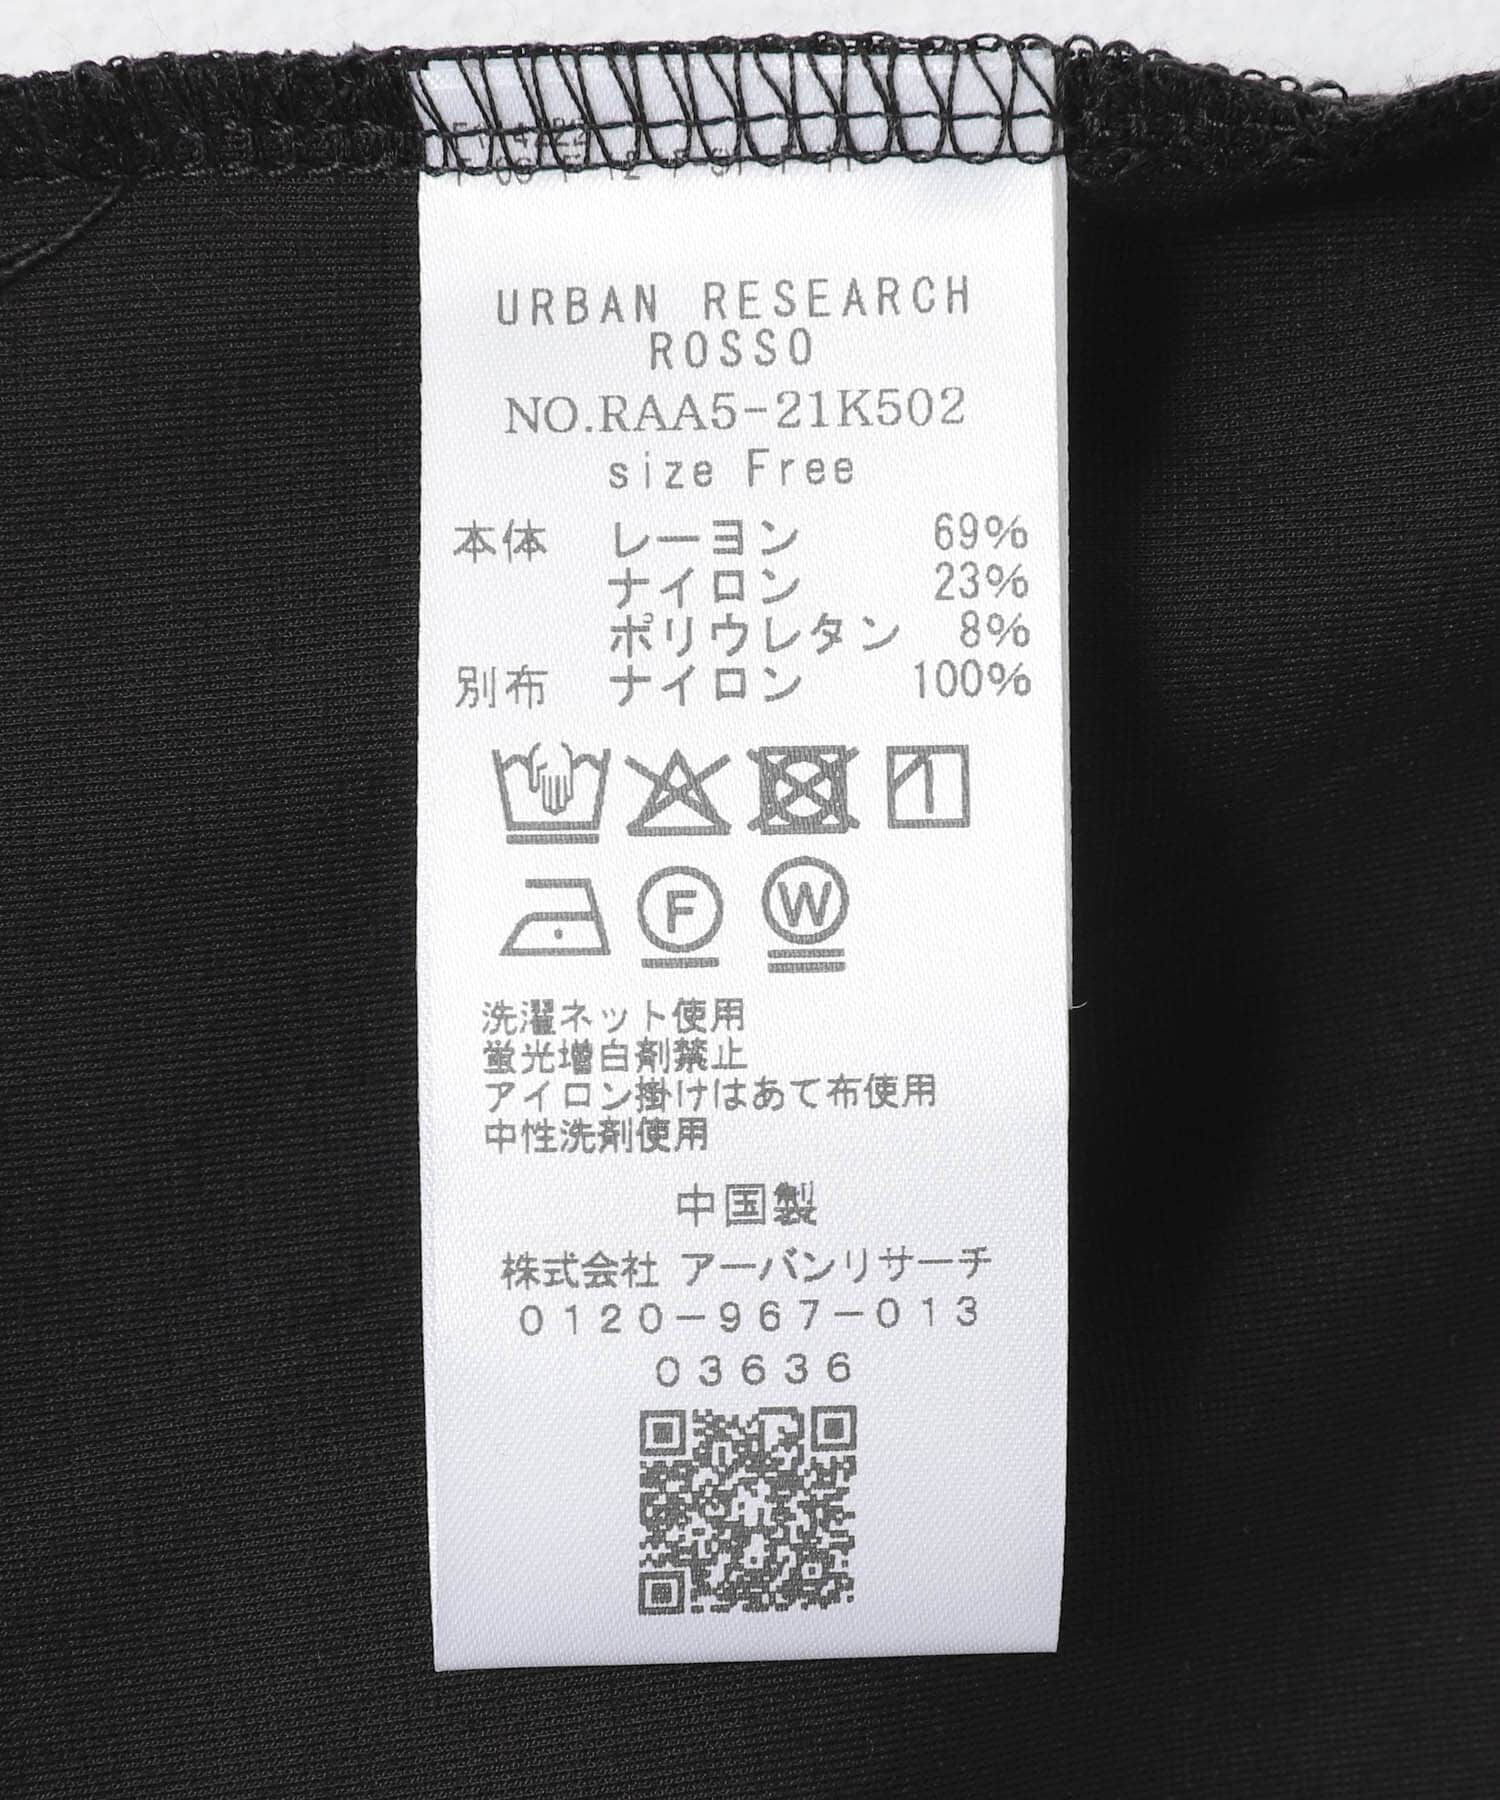 URBAN RESEARCH
ROSSO
NO.RAA5-21K502
size Free
本体 レーヨン 69%
ナイロン 23%
ポリウレタン 8%
別布 ナイロン 100%
F
W
洗濯ネット使用
蛍光増白剤禁止
アイロン掛けはあて布使用
中性洗剤使用
中国製
株式会社 アーバンリサーチ
0120-967-013
03636